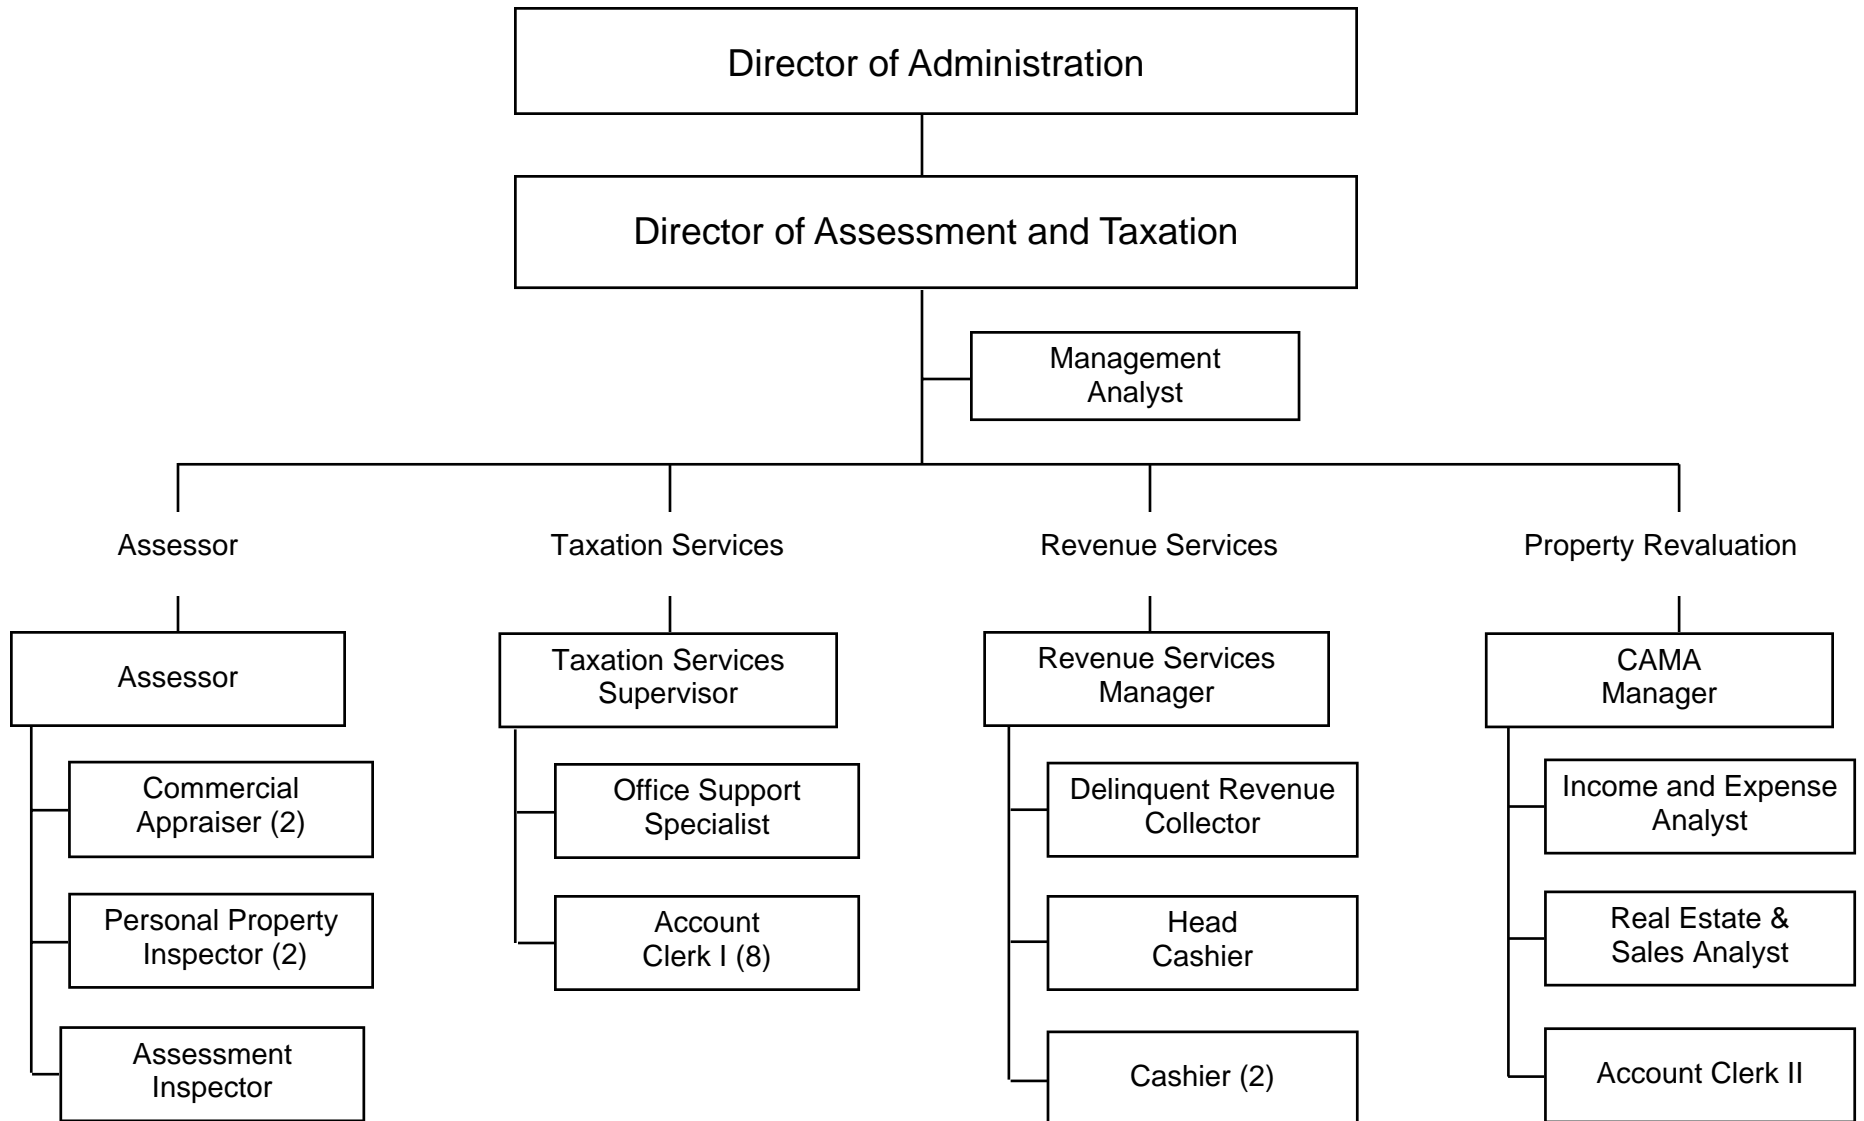 Director of Administration
Director of Assessment and Taxation
Management
Analyst
Assessor
Taxation Services
Revenue Services
Property Revaluation
Assessor
Taxation Services
Supervisor
Revenue Services
Manager
CAMA
Manager
Commercial
Appraiser (2)
Office Support
Specialist
Delinquent Revenue
Collector
Income and Expense
Analyst
Personal Property
Inspector (2)
Account
Clerk I (8)
Head
Cashier
Real Estate &
Sales Analyst
Assessment
Inspector
Cashier (2)
Account Clerk II